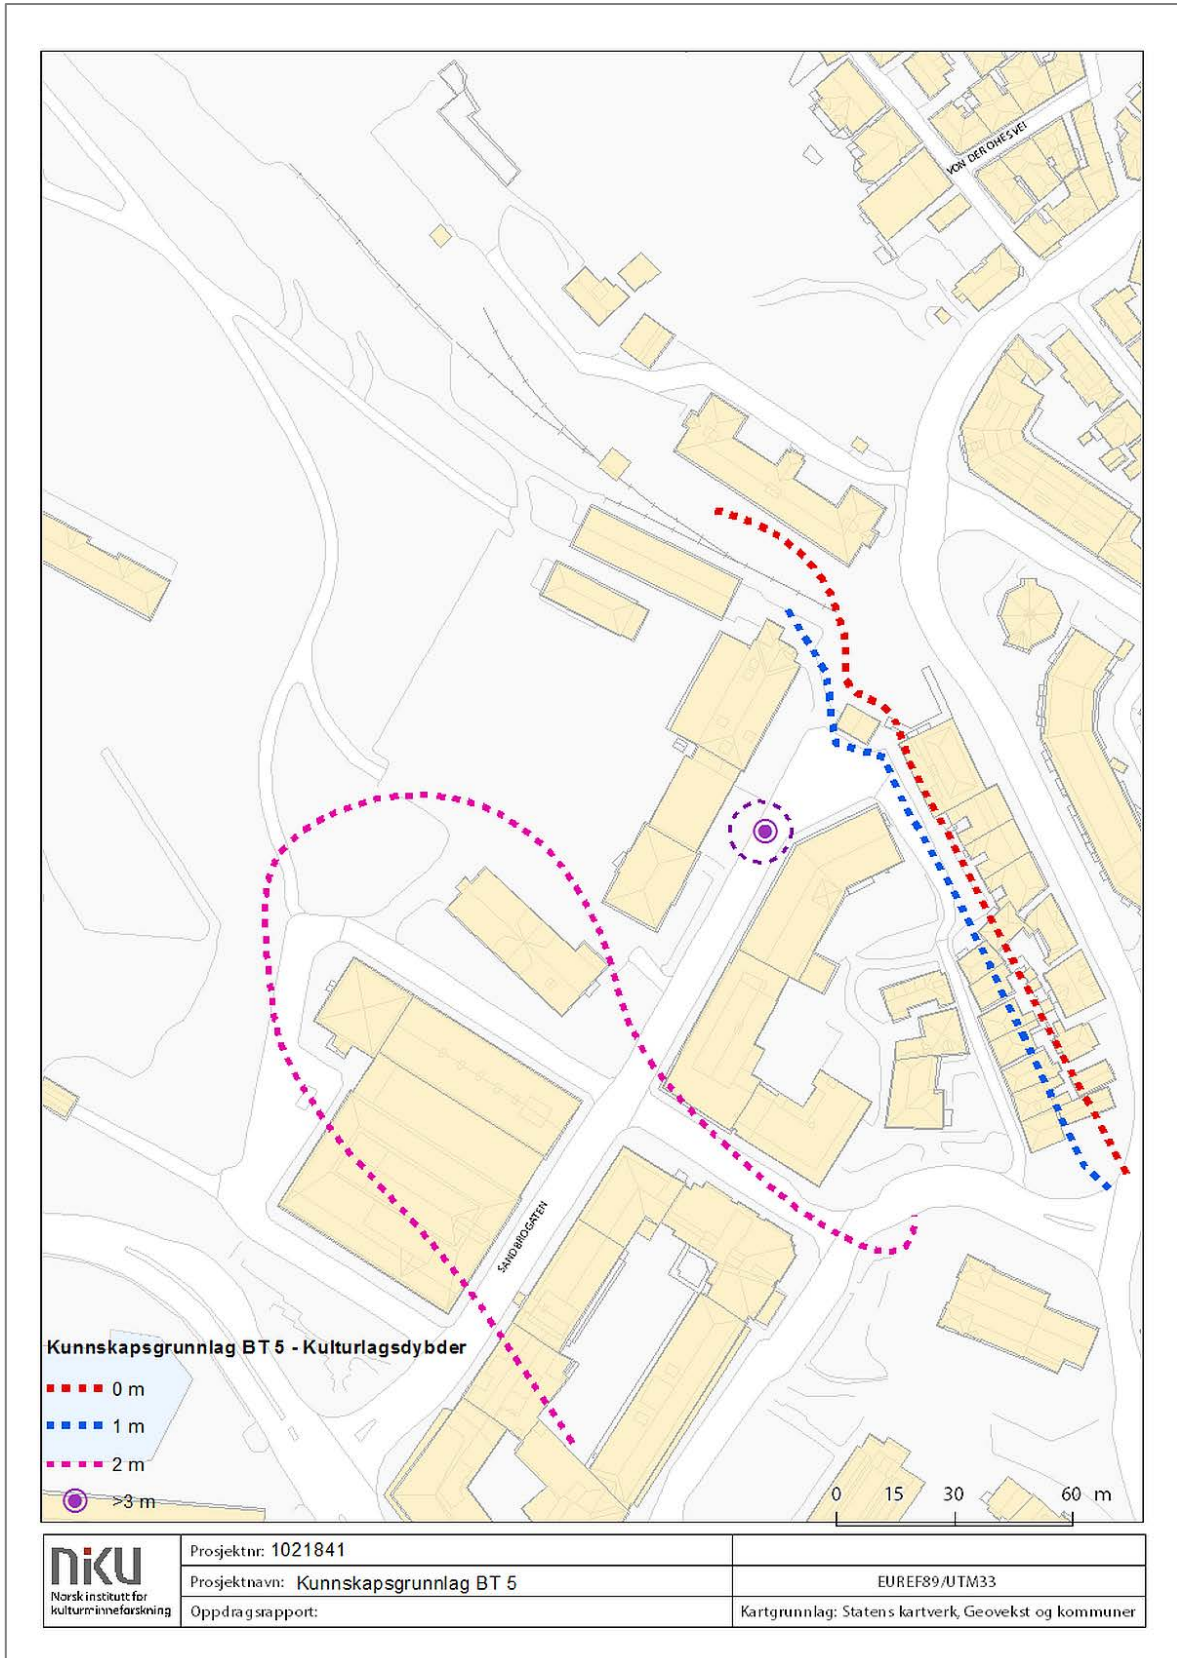 VON DER OHES VEI
SANDBROGATEN
Kunnskapsgrunnlag BT 5 - Kulturlagsdybder
0 m
1 m
2 m
>3 m
0 15 30 60 m
niku
Norsk institutt for
kulturminneforskning
Prosjektnr: 1021841
Prosjektnavn: Kunnskapsgrunnlag BT 5
Oppdragsrapport:
EUREF89/UTM33
Kartgrunnlag: Statens kartverk, Geovekst og kommuner